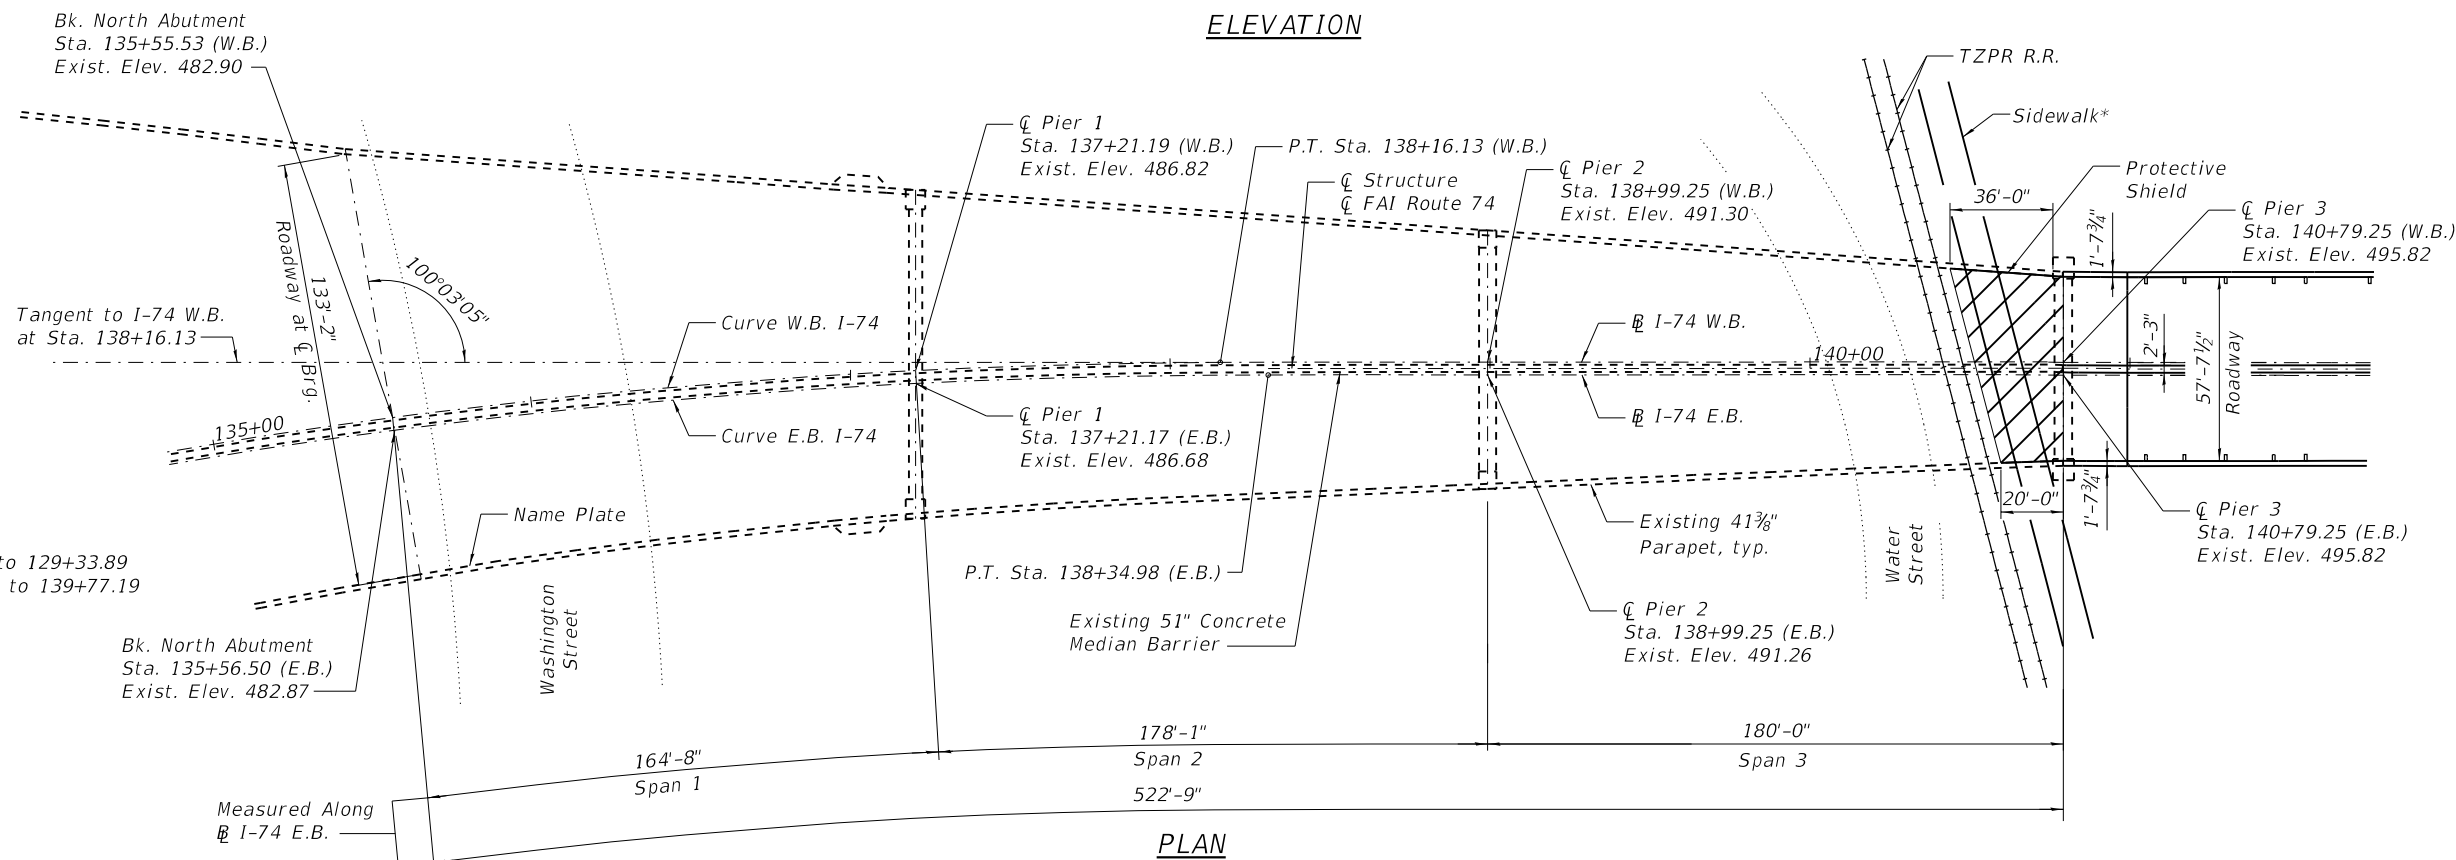 ELEVATION
Bk. North Abutment
Sta. 135+55.53 (W.B.)
Exist. Elev. 482.90
TZPR R.R.
Sidewalk*
℄ Pier 1
Sta. 137+21.19 (W.B.)
Exist. Elev. 486.82
P.T. Sta. 138+16.13 (W.B.)
℄ Structure
℄ FAI Route 74
℄ Pier 2
Sta. 138+99.25 (W.B.)
Exist. Elev. 491.30
Protective
Shield
36'-0"
1'-7¾"
℄ Pier 3
Sta. 140+79.25 (W.B.)
Exist. Elev. 495.82
133'-2"
Roadway at ℄ Brg.
100°03'05"
Tangent to I-74 W.B.
at Sta. 138+16.13
Curve W.B. I-74
B̲L I-74 W.B.
140+00
2'-3"
57'-7½"
Roadway
135+00
Curve E.B. I-74
℄ Pier 1
Sta. 137+21.17 (E.B.)
Exist. Elev. 486.68
BL I-74 E.B.
Name Plate
20'-0"
1'-7¾"
℄ Pier 3
Sta. 140+79.25 (E.B.)
Exist. Elev. 495.82
Existing 41⅜"
Parapet, typ.
Water
Street
to 129+33.89
to 139+77.19
P.T. Sta. 138+34.98 (E.B.)
Existing 51" Concrete
Median Barrier
℄ Pier 2
Sta. 138+99.25 (E.B.)
Exist. Elev. 491.26
Washington
Street
Bk. North Abutment
Sta. 135+56.50 (E.B.)
Exist. Elev. 482.87
164'-8"
Span 1
178'-1"
Span 2
180'-0"
Span 3
522'-9"
Measured Along
BL I-74 E.B.
PLAN